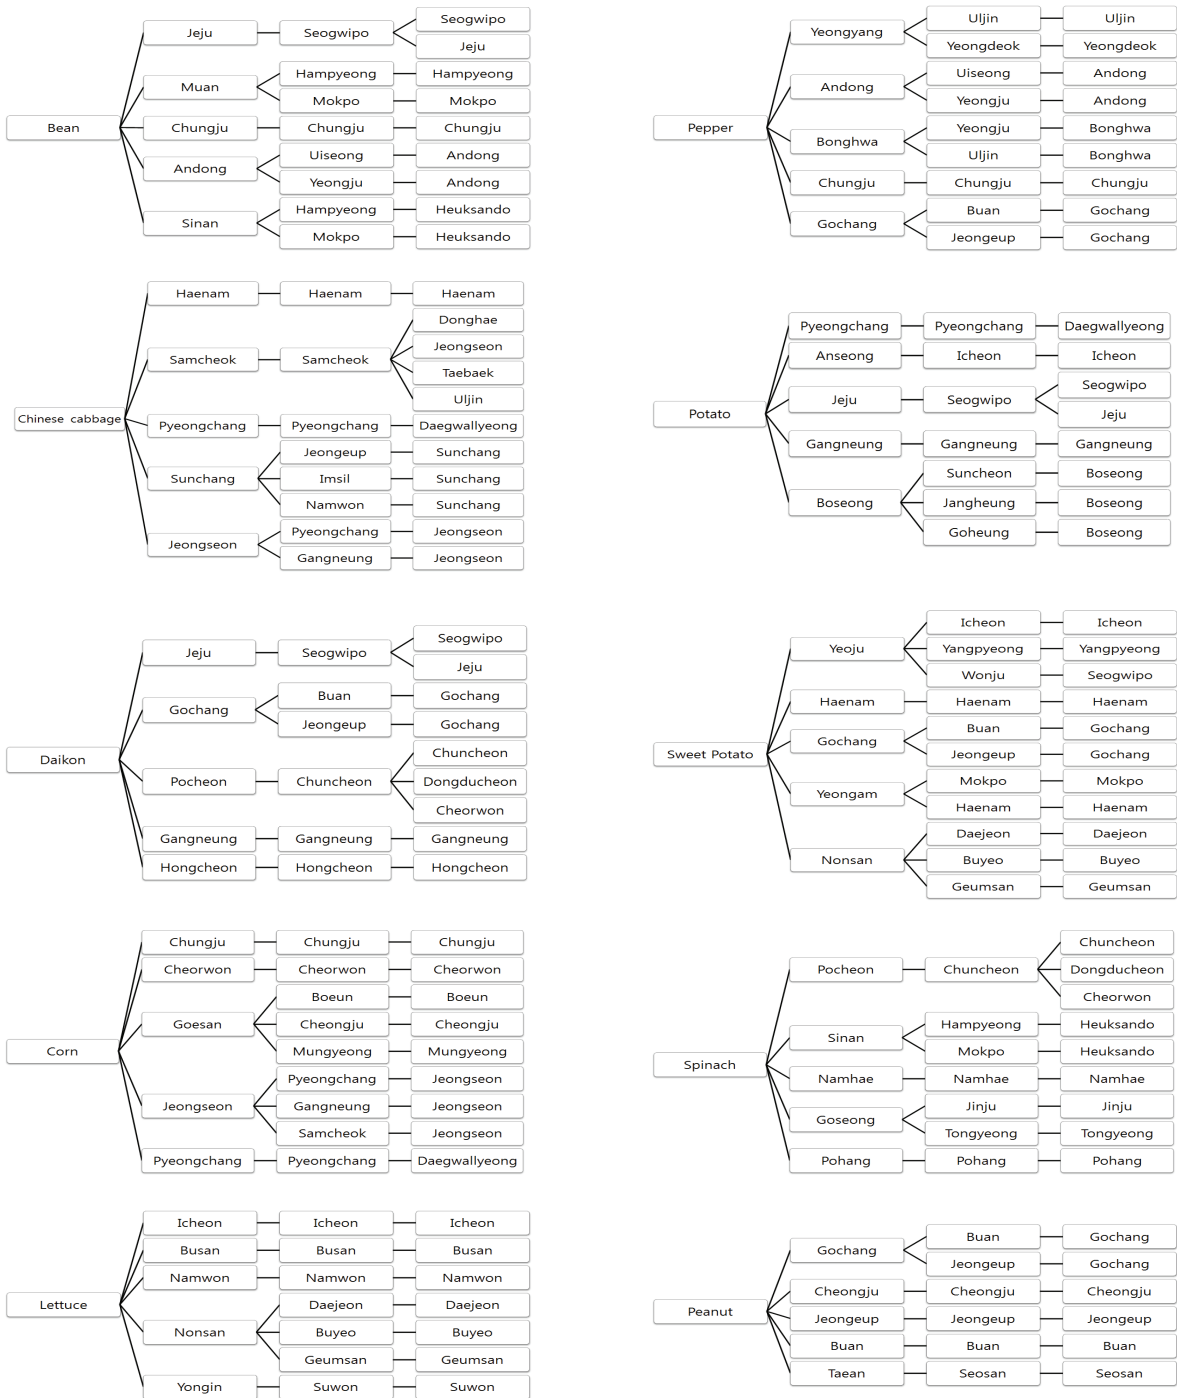 Bean
Jeju Seogwipo Seogwipo
Jeju
Muan Hampyeong Hampyeong
Mokpo Mokpo
Chungju Chungju Chungju
Andong Uiseong Andong
Yeongju Andong
Sinan Hampyeong Heuksando
Mokpo Heuksando
Pepper
Yeongyang Uljin Uljin
Yeongdeok Yeongdeok
Andong Uiseong Andong
Yeongju Andong
Bonghwa Yeongju Bonghwa
Uljin Bonghwa
Chungju Chungju Chungju
Gochang Buan Gochang
Jeongeup Gochang
Chinese cabbage
Haenam Haenam Haenam
Samcheok Samcheok Donghae
Jeongseon
Taebaek
Uljin
Pyeongchang Pyeongchang Daegwallyeong
Sunchang Jeongeup Sunchang
Imsil Sunchang
Namwon Sunchang
Jeongseon Pyeongchang Jeongseon
Gangneung Jeongseon
Potato
Pyeongchang Pyeongchang Daegwallyeong
Anseong Icheon Icheon
Jeju Seogwipo Seogwipo
Jeju
Gangneung Gangneung Gangneung
Boseong Suncheon Boseong
Jangheung Boseong
Goheung Boseong
Daikon
Jeju Seogwipo Seogwipo
Jeju
Gochang Buan Gochang
Jeongeup Gochang
Pocheon Chuncheon Chuncheon
Dongducheon
Cheorwon
Gangneung Gangneung Gangneung
Hongcheon Hongcheon Hongcheon
Sweet Potato
Yeoju Icheon Icheon
Yangpyeong Yangpyeong
Wonju Seogwipo
Haenam Haenam Haenam
Gochang Buan Gochang
Jeongeup Gochang
Yeongam Mokpo Mokpo
Haenam Haenam
Nonsan Daejeon Daejeon
Buyeo Buyeo
Geumsan Geumsan
Corn
Chungju Chungju Chungju
Cheorwon Cheorwon Cheorwon
Goesan Boeun Boeun
Cheongju Cheongju
Mungyeong Mungyeong
Jeongseon Pyeongchang Jeongseon
Gangneung Jeongseon
Samcheok Jeongseon
Pyeongchang Pyeongchang Daegwallyeong
Spinach
Pocheon Chuncheon Chuncheon
Dongducheon
Cheorwon
Sinan Hampyeong Heuksando
Mokpo Heuksando
Namhae Namhae Namhae
Goseong Jinju Jinju
Tongyeong Tongyeong
Pohang Pohang Pohang
Lettuce
Icheon Icheon Icheon
Busan Busan Busan
Namwon Namwon Namwon
Nonsan Daejeon Daejeon
Buyeo Buyeo
Geumsan Geumsan
Yongin Suwon Suwon
Peanut
Gochang Buan Gochang
Jeongeup Gochang
Cheongju Cheongju Cheongju
Jeongeup Jeongeup Jeongeup
Buan Buan Buan
Taean Seosan Seosan